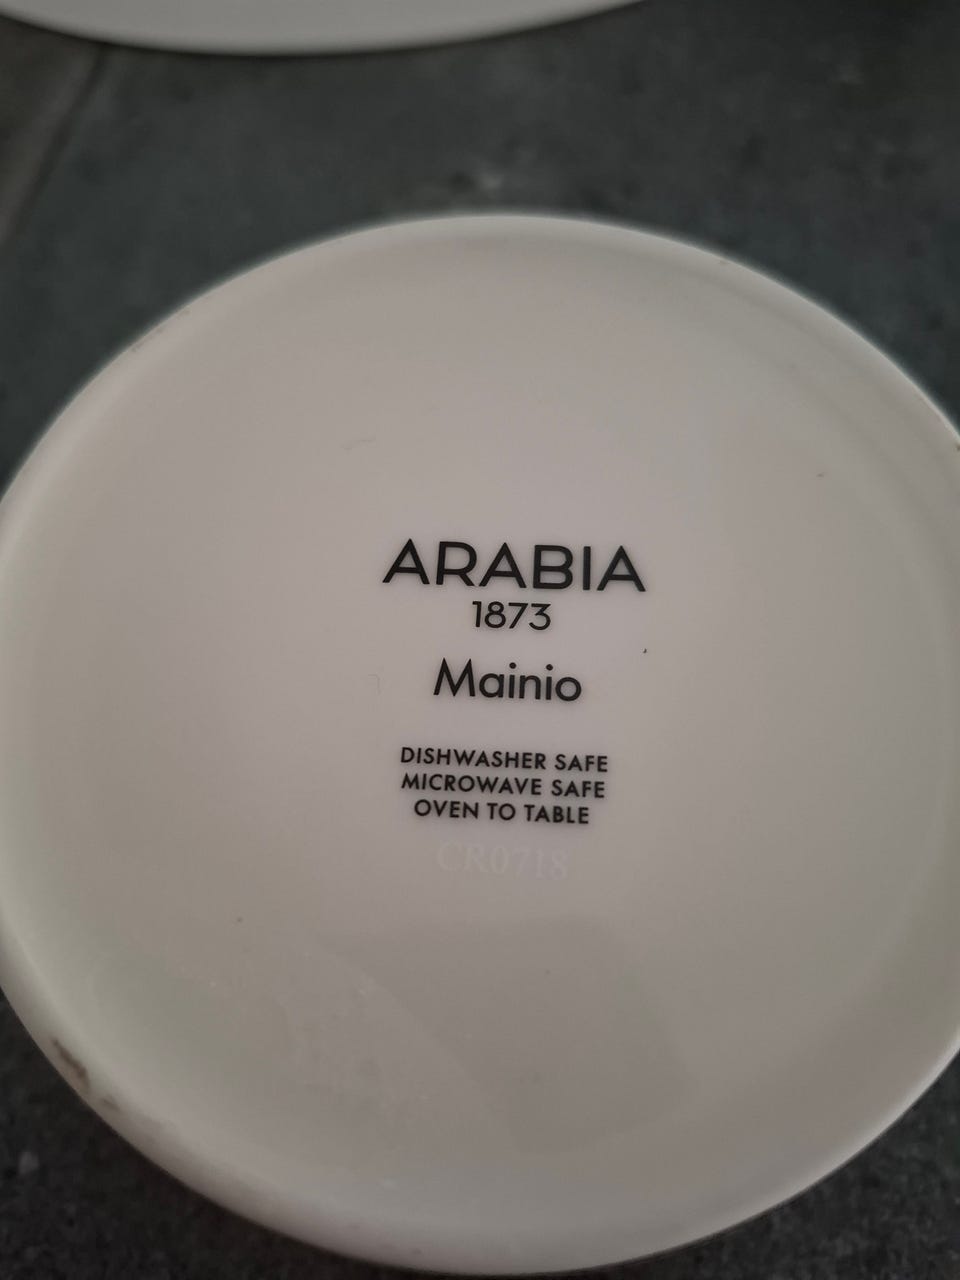 ARABIA
1873
Mainio
DISHWASHER SAFE
MICROWAVE SAFE
OVEN TO TABLE
CR0718